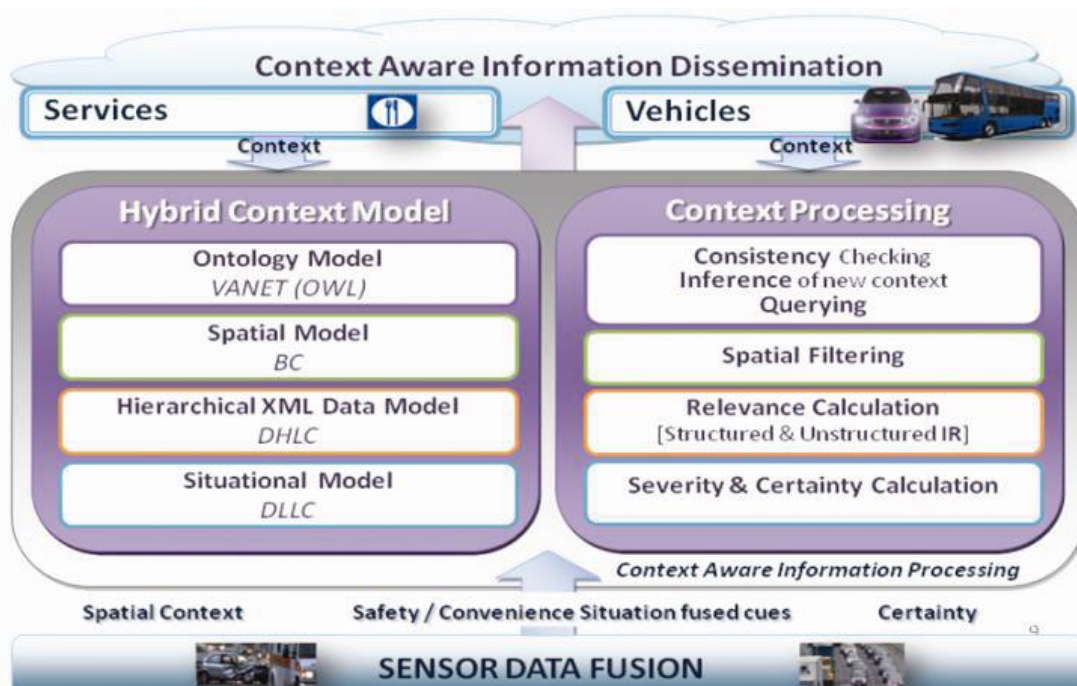 Context Aware Information Dissemination
Services
Vehicles
Context
Context
Hybrid Context Model
Ontology Model
VANET (OWL)
Spatial Model
BC
Hierarchical XML Data Model
DHLC
Situational Model
DLLC
Context Processing
Consistency Checking
Inference of new context
Querying
Spatial Filtering
Relevance Calculation
[Structured & Unstructured IR]
Severity & Certainty Calculation
Context Aware Information Processing
Spatial Context
Safety / Convenience Situation fused cues
Certainty
9
SENSOR DATA FUSION